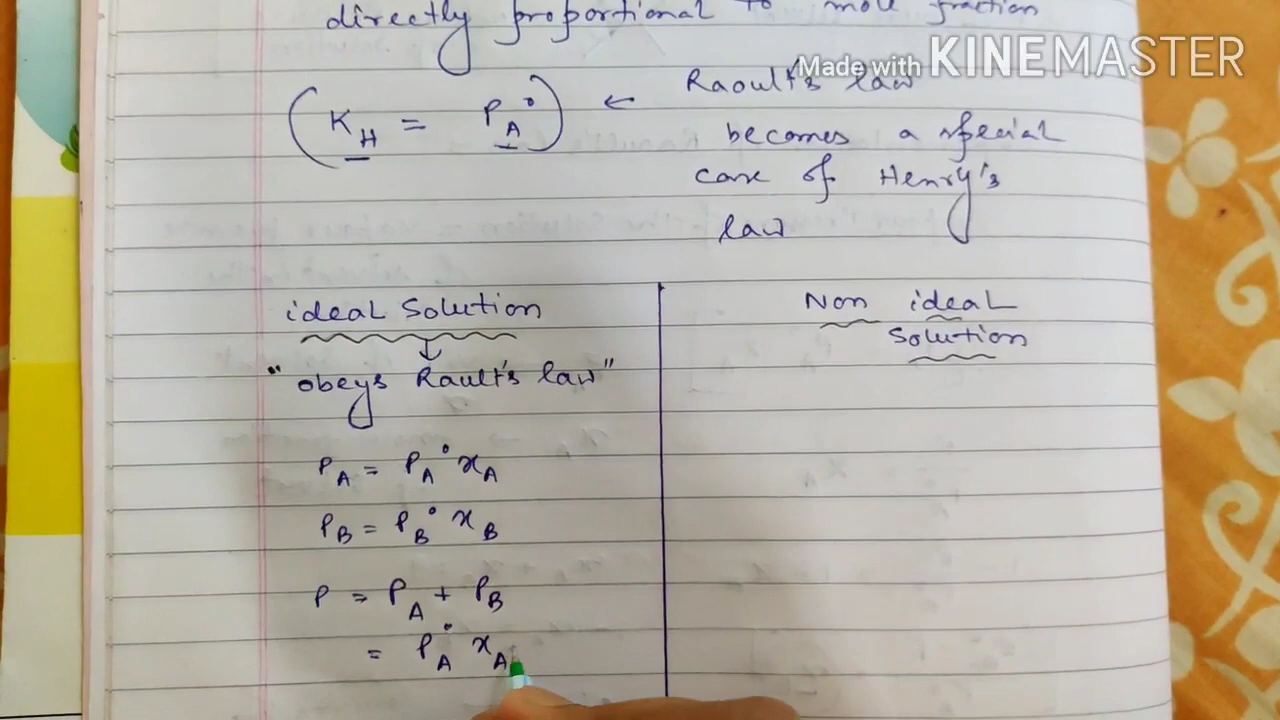 directly proportional to mole fraction
Made with KINEMASTER
(K_H = P_A°) ← Raoult's law
becomes a special
case of Henry's
law
ideal Solution
"obeys Rault's law"
P_A = P_A° x_A
P_B = P_B° x_B
P = P_A + P_B
= P_A° x_A
Non ideal
Solution